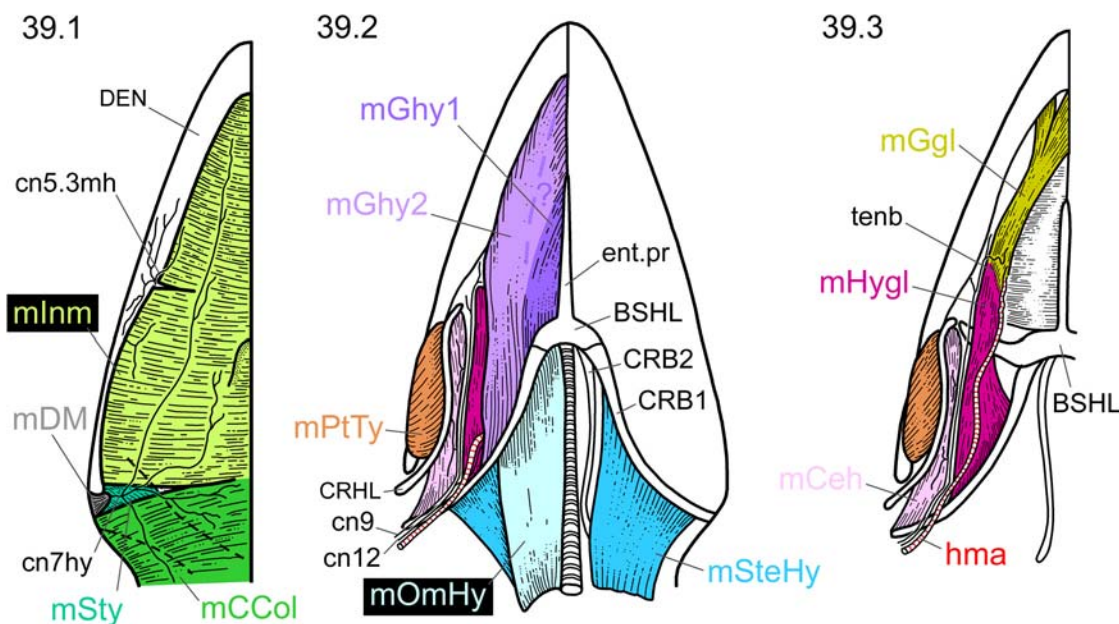 39.1
DEN
cn5.3mh
mInm
mDM
cn7hy
mSty
mCCol
39.2
mGhy1
mGhy2
?
ent.pr
BSHL
CRB2
CRB1
mPtTy
CRHL
cn9
cn12
mOmHy
mSteHy
39.3
mGgl
tenb
mHygl
BSHL
mCeh
hma